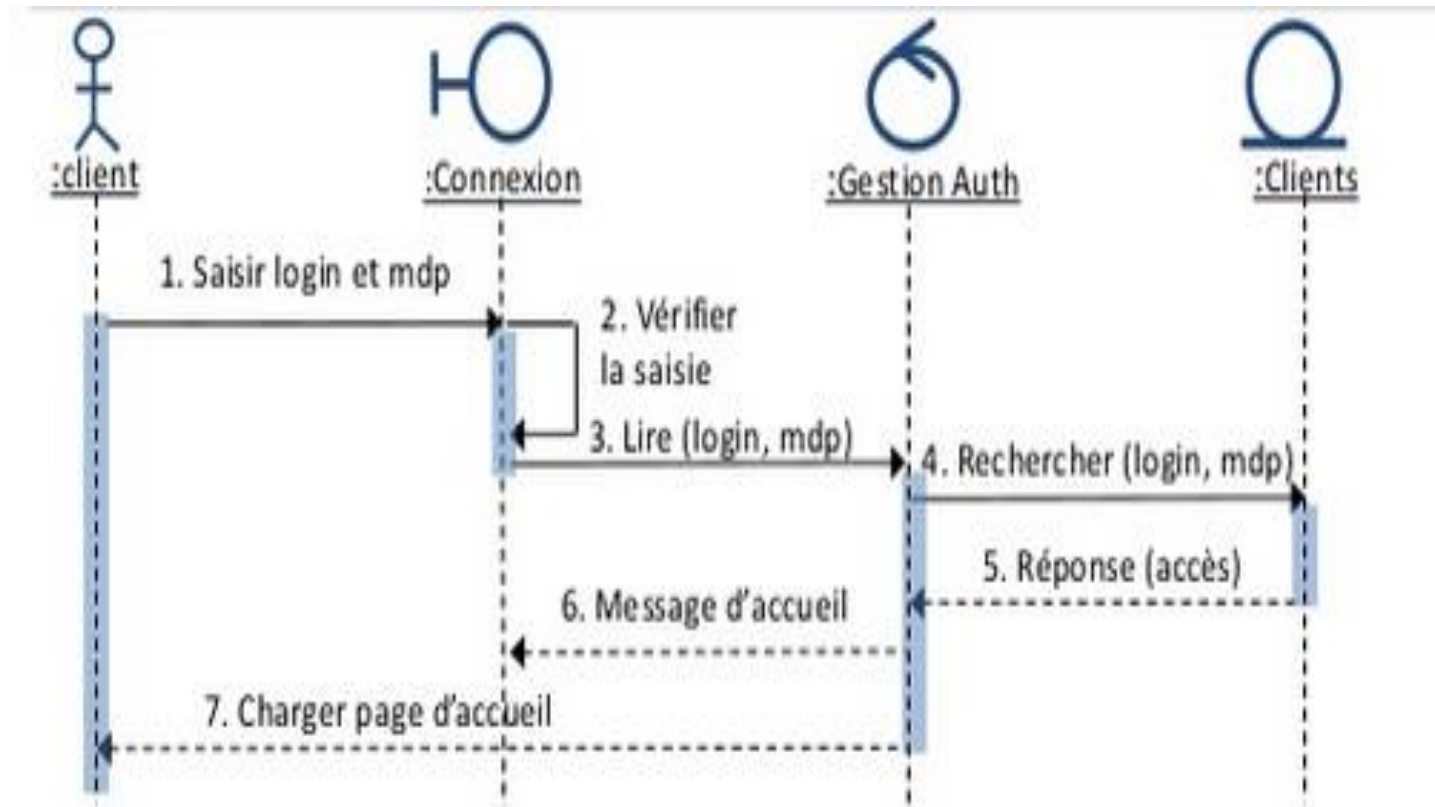 :client
:Connexion
:Gestion Auth
:Clients
1. Saisir login et mdp
2. Vérifier
la saisie
3. Lire (login, mdp)
4. Rechercher (login, mdp)
5. Réponse (accès)
6. Message d'accueil
7. Charger page d'accueil